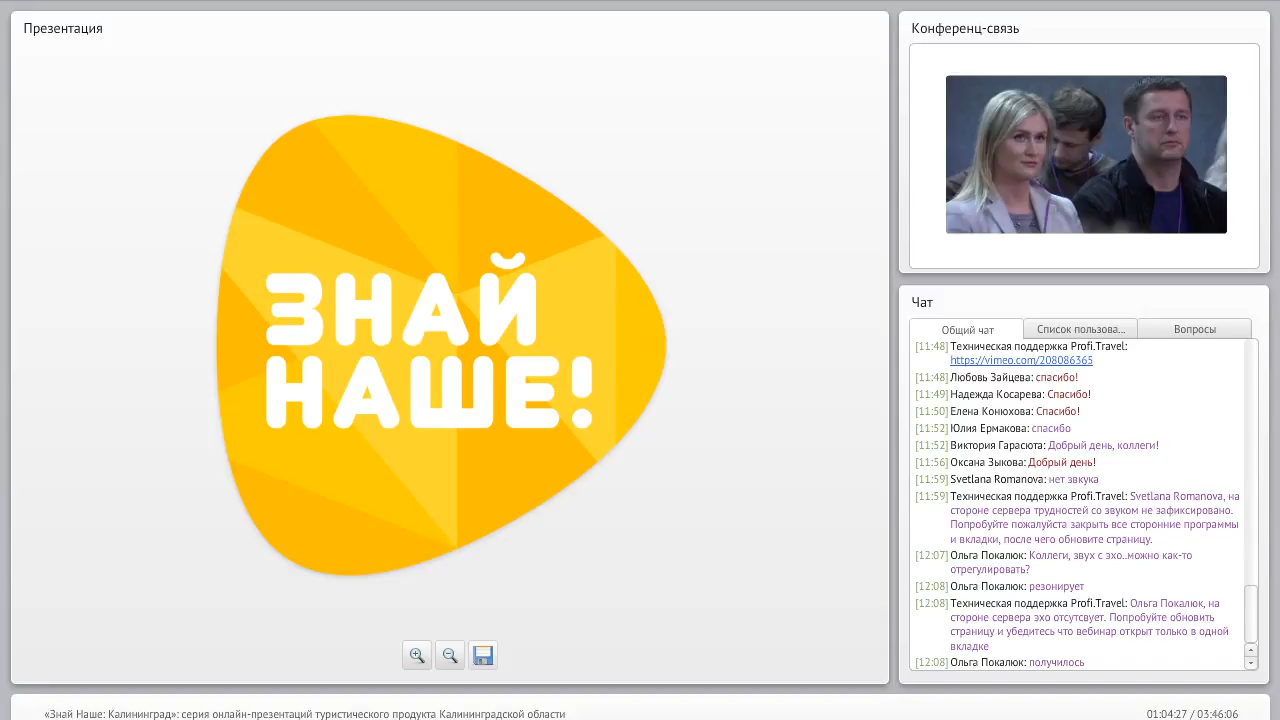 Презентация
ЗНАЙ
НАШЕ!
Конференц-связь
Чат
Общий чат
Список пользова...
Вопросы
[11:48] Техническая поддержка Profi.Travel:
https://vimeo.com/208086365
[11:48] Любовь Зайцева: спасибо!
[11:49] Надежда Косарева: Спасибо!
[11:50] Елена Конюхова: Спасибо!
[11:52] Юлия Ермакова: спасибо
[11:52] Виктория Гарасюта: Добрый день, коллеги!
[11:56] Оксана Зыкова: Добрый день!
[11:59] Svetlana Romanova: нет звкука
[11:59] Техническая поддержка Profi.Travel: Svetlana Romanova, на
стороне сервера трудностей со звуком не зафиксировано.
Попробуйте пожалуйста закрыть все сторонние программы
и вкладки, после чего обновите страницу.
[12:07] Ольга Покалюк: Коллеги, звух с эхо..можно как-то
отрегулировать?
[12:08] Ольга Покалюк: резонирует
[12:08] Техническая поддержка Profi.Travel: Ольга Покалюк, на
стороне сервера эхо отсутсвует. Попробуйте обновить
страницу и убедитесь что вебинар открыт только в одной
вкладке
[12:08] Ольга Покалюк: получилось
«Знай Наше: Калининград»: серия онлайн-презентаций туристического продукта Калининградской области
01:04:27 / 03:46:06